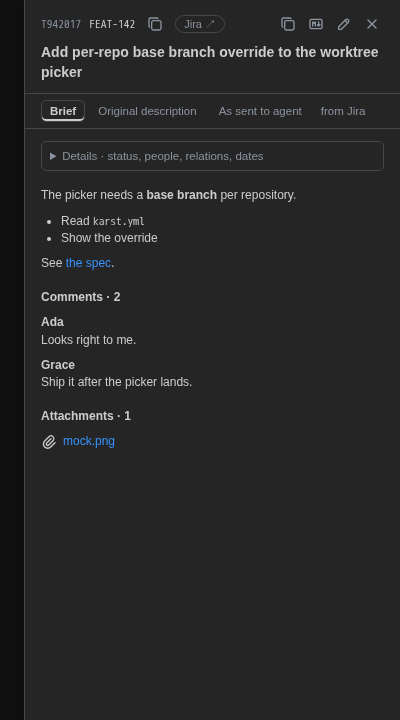 T942017 FEAT-142 Jira ↗
Add per-repo base branch override to the worktree
picker
Brief Original description As sent to agent from Jira
▶ Details · status, people, relations, dates
The picker needs a base branch per repository.
• Read karst.yml
• Show the override
See the spec.
Comments · 2
Ada
Looks right to me.
Grace
Ship it after the picker lands.
Attachments · 1
mock.png